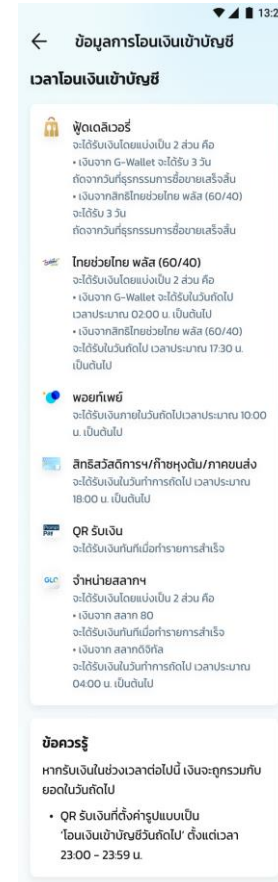 13:2
ข้อมูลการโอนเงินเข้าบัญชี
เวลาโอนเงินเข้าบัญชี
ฟู้ดเดลิเวอรี่
จะได้รับเงินโดยแบ่งเป็น 2 ส่วน คือ
• เงินจาก G-Wallet จะได้รับ 3 วัน
ถัดจากวันที่ธุรกรรมการซื้อขายเสร็จสิ้น
• เงินจากสิทธิไทยช่วยไทย พลัส (60/40)
จะได้รับ 3 วัน
ถัดจากวันที่ธุรกรรมการซื้อขายเสร็จสิ้น
ไทยช่วยไทย พลัส (60/40)
จะได้รับเงินโดยแบ่งเป็น 2 ส่วน คือ
• เงินจาก G-Wallet จะได้รับในวันถัดไป
เวลาประมาณ 02:00 น. เป็นต้นไป
• เงินจากสิทธิไทยช่วยไทย พลัส (60/40)
จะได้รับในวันถัดไป เวลาประมาณ 17:30 น.
เป็นต้นไป
พอยท์เพย์
จะได้รับเงินภายในวันถัดไปเวลาประมาณ 10:00
น. เป็นต้นไป
สิทธิสวัสดิการฯ/ก๊าซหุงต้ม/ภาคขนส่ง
จะได้รับเงินในวันทำการถัดไป เวลาประมาณ
18:00 น. เป็นต้นไป
Prompt
Pay
QR รับเงิน
จะได้รับเงินทันทีเมื่อทำรายการสำเร็จ
GLO
จำหน่ายสลากฯ
จะได้รับเงินโดยแบ่งเป็น 2 ส่วน คือ
• เงินจาก สลาก 80
จะได้รับเงินทันทีเมื่อทำรายการสำเร็จ
• เงินจาก สลากดิจิทัล
จะได้รับเงินในวันทำการถัดไป เวลาประมาณ
04:00 น. เป็นต้นไป
ข้อควรรู้
หากรับเงินในช่วงเวลาต่อไปนี้ เงินจะถูกรวมกับ
ยอดในวันถัดไป
• QR รับเงินที่ตั้งค่ารูปแบบเป็น
'โอนเงินเข้าบัญชีวันถัดไป' ตั้งแต่เวลา
23:00 - 23:59 น.